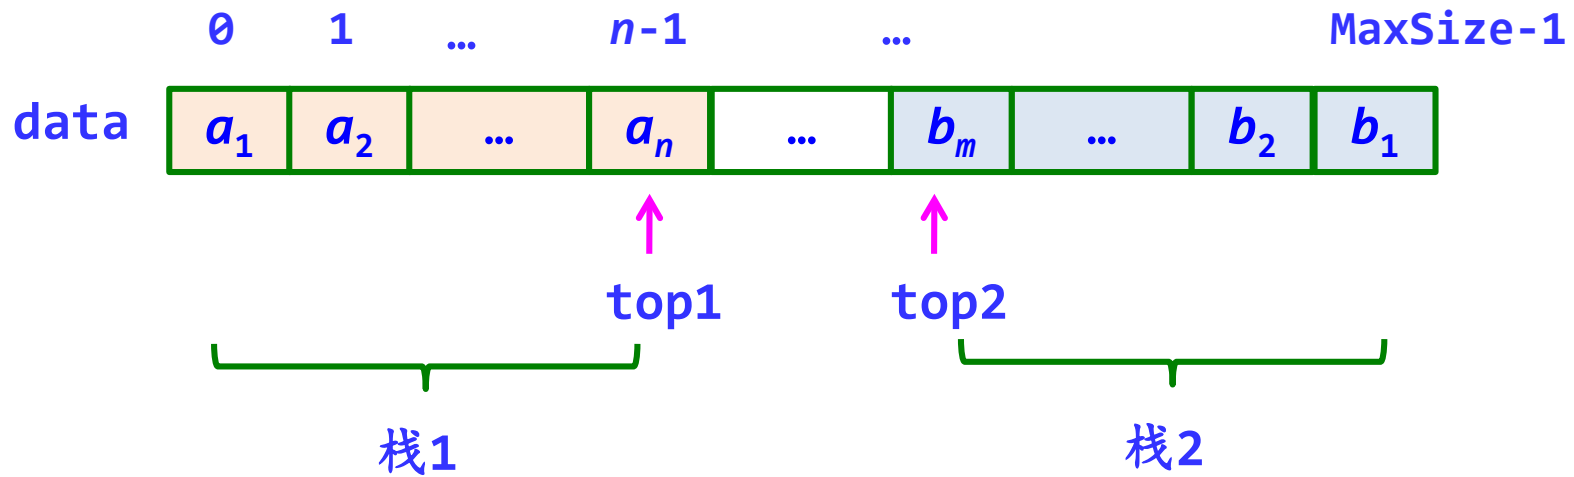 0 1 … n-1 … MaxSize-1
data a1 a2 … an … bm … b2 b1
top1 top2
栈1 栈2